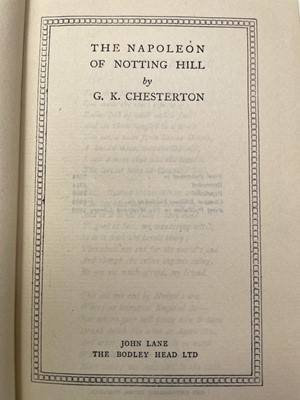 THE NAPOLEON
OF NOTTING HILL
by
G. K. CHESTERTON
JOHN LANE
THE BODLEY HEAD LTD